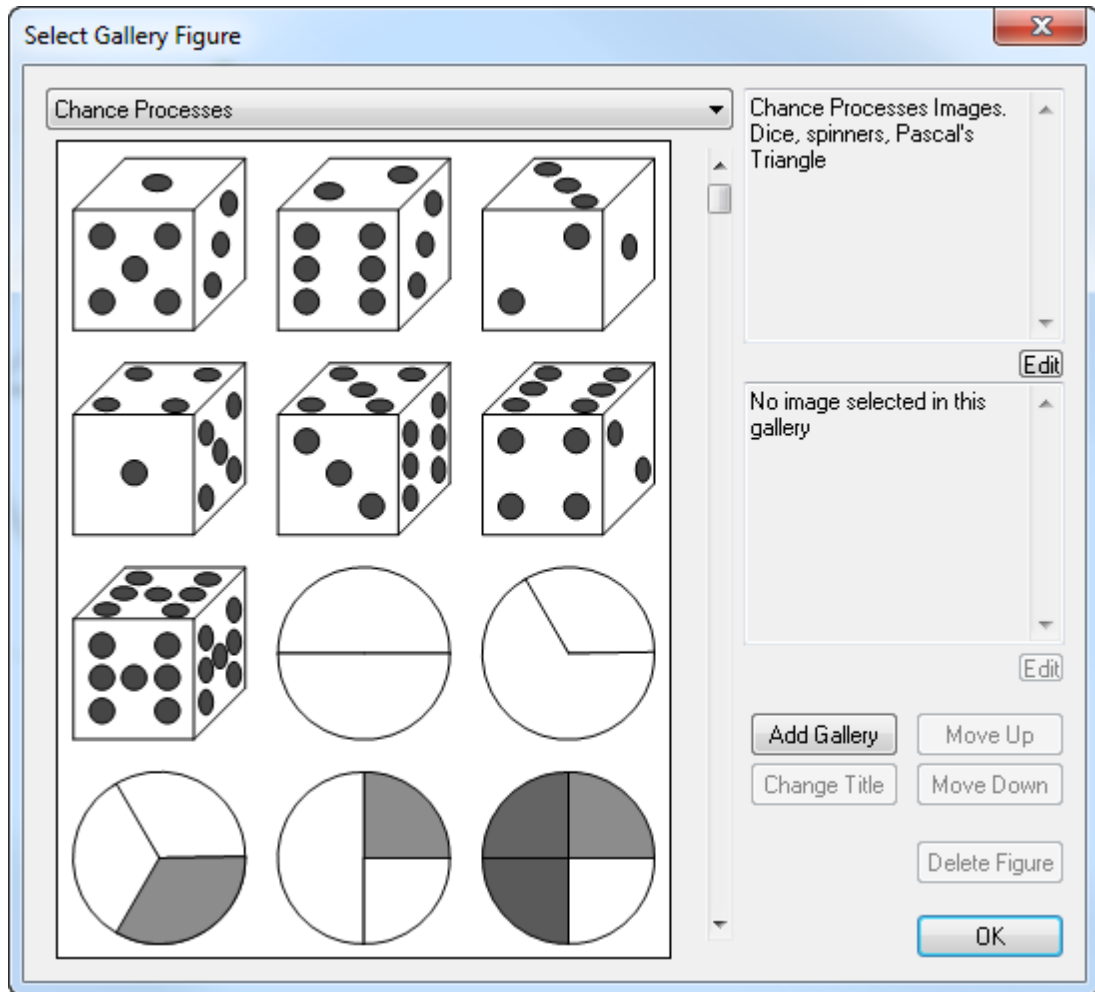 Select Gallery Figure
Chance Processes
Chance Processes Images.
Dice, spinners, Pascal's
Triangle
Edit
No image selected in this
gallery
Edit
Add Gallery
Move Up
Change Title
Move Down
Delete Figure
OK